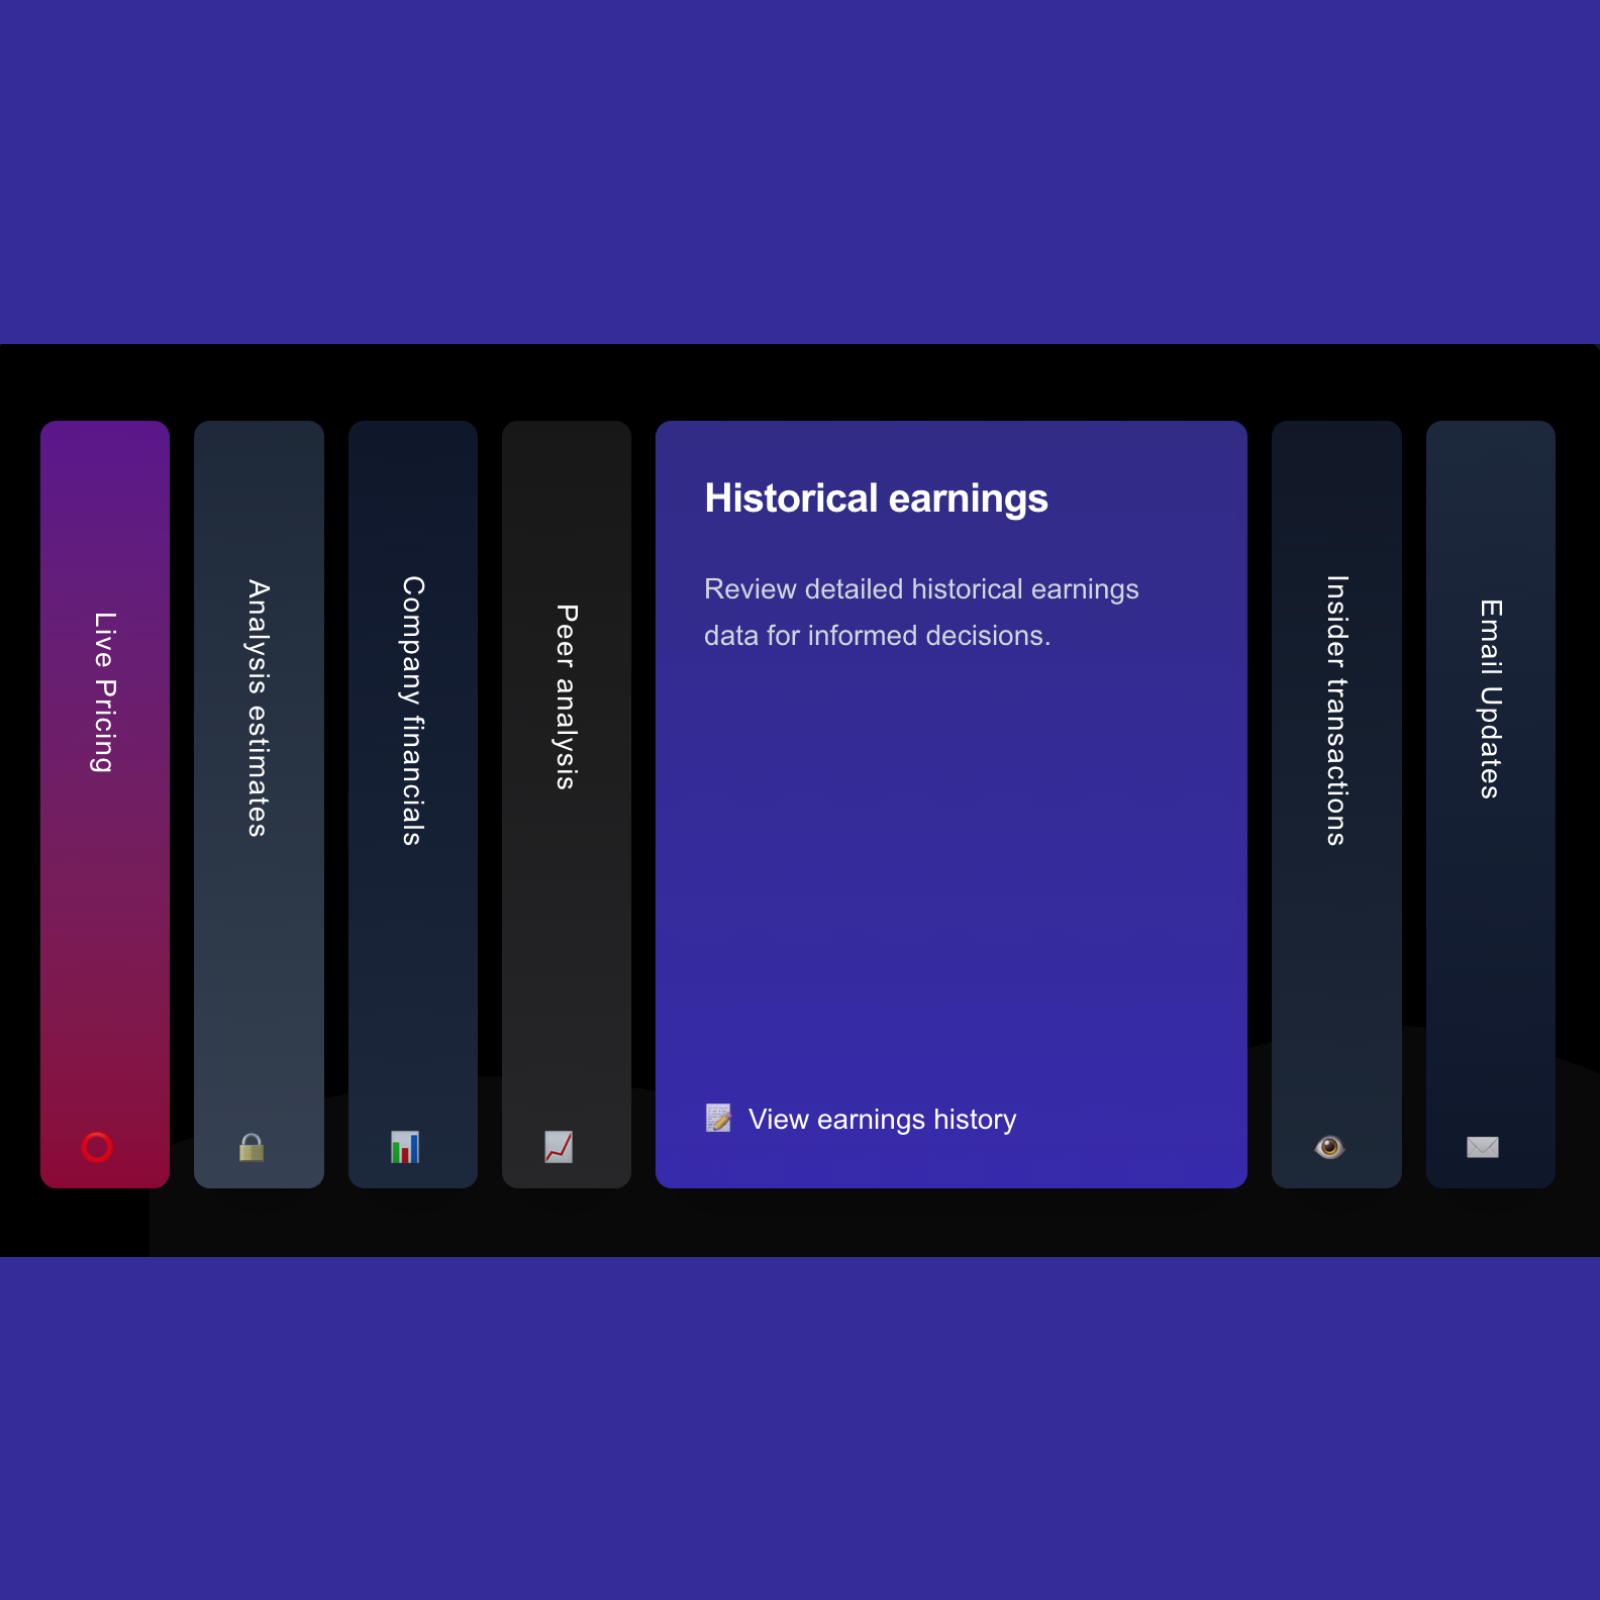 Live Pricing
Analysis estimates
Company financials
Peer analysis
Historical earnings
Review detailed historical earnings
data for informed decisions.
View earnings history
Insider transactions
Email Updates